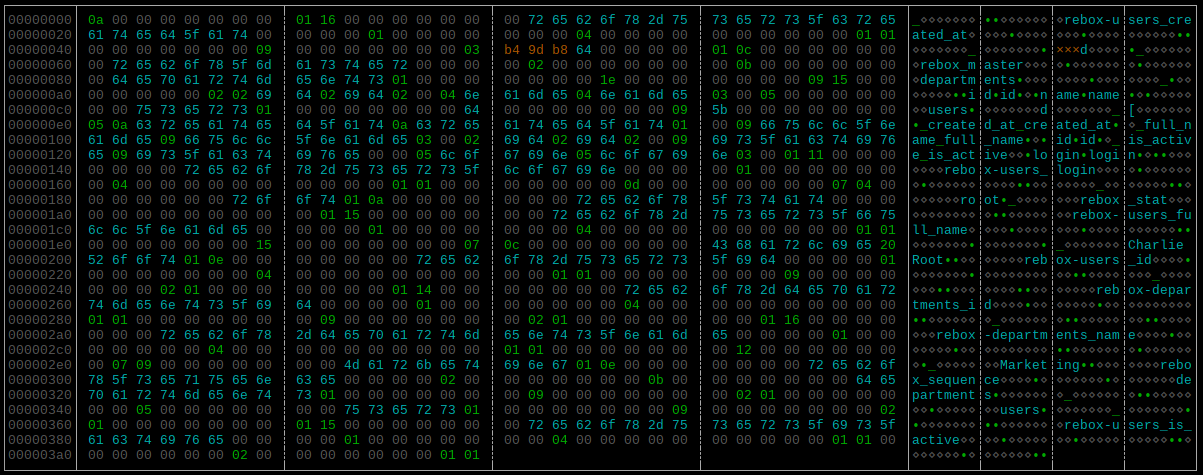 00000000 0a 00 00 00 00 00 00 00 01 16 00 00 00 00 00 00 00 72 65 62 6f 78 2d 75 73 65 72 73 5f 63 72 65 _◇◇◇◇◇◇◇ ••◇◇◇◇◇◇ ◇rebox-u sers_cre
00000020 61 74 65 64 5f 61 74 00 00 00 00 01 00 00 00 00 00 00 00 04 00 00 00 00 00 00 00 00 00 00 01 01 ated_at◇ ◇◇◇•◇◇◇◇ ◇◇◇•◇◇◇◇ ◇◇◇◇◇◇••
00000040 00 00 00 00 00 00 00 09 00 00 00 00 00 00 00 03 b4 9d b8 64 00 00 00 00 01 0c 00 00 00 00 00 00 ◇◇◇◇◇◇◇_ ◇◇◇◇◇◇◇• ×××d◇◇◇◇ •_◇◇◇◇◇◇
00000060 00 72 65 62 6f 78 5f 6d 61 73 74 65 72 00 00 00 00 02 00 00 00 00 00 00 00 0b 00 00 00 00 00 00 ◇rebox_m aster◇◇◇ ◇•◇◇◇◇◇◇ ◇•◇◇◇◇◇◇
00000080 00 64 65 70 61 72 74 6d 65 6e 74 73 01 00 00 00 00 00 00 00 1e 00 00 00 00 00 00 00 09 15 00 00 ◇departm ents•◇◇◇ ◇◇◇◇•◇◇◇ ◇◇◇◇_•◇◇
000000a0 00 00 00 00 00 02 02 69 64 02 69 64 02 00 04 6e 61 6d 65 04 6e 61 6d 65 03 00 05 00 00 00 00 00 ◇◇◇◇◇••i d•id•◇•n ame•name •◇•◇◇◇◇◇
000000c0 00 00 75 73 65 72 73 01 00 00 00 00 00 00 00 64 00 00 00 00 00 00 00 09 5b 00 00 00 00 00 00 00 ◇◇users• ◇◇◇◇◇◇◇d ◇◇◇◇◇◇◇_ [◇◇◇◇◇◇◇
000000e0 05 0a 63 72 65 61 74 65 64 5f 61 74 0a 63 72 65 61 74 65 64 5f 61 74 01 00 09 66 75 6c 6c 5f 6e •_create d_at_cre ated_at• ◇_full_n
00000100 61 6d 65 09 66 75 6c 6c 5f 6e 61 6d 65 03 00 02 69 64 02 69 64 02 00 09 69 73 5f 61 63 74 69 76 ame_full _name•◇• id•id•◇_ is_activ
00000120 65 09 69 73 5f 61 63 74 69 76 65 00 00 05 6c 6f 67 69 6e 05 6c 6f 67 69 6e 03 00 01 11 00 00 00 e_is_act ive◇◇•lo gin•logi n•◇••◇◇◇
00000140 00 00 00 00 72 65 62 6f 78 2d 75 73 65 72 73 5f 6c 6f 67 69 6e 00 00 00 00 01 00 00 00 00 00 00 ◇◇◇◇rebo x-users_ login◇◇◇ ◇•◇◇◇◇◇◇
00000160 00 04 00 00 00 00 00 00 00 00 00 00 01 01 00 00 00 00 00 00 00 0d 00 00 00 00 00 00 00 07 04 00 ◇•◇◇◇◇◇◇ ◇◇◇◇••◇◇ ◇◇◇◇◇_◇◇ ◇◇◇◇◇••◇
00000180 00 00 00 00 00 00 72 6f 6f 74 01 0a 00 00 00 00 00 00 00 72 65 62 6f 78 5f 73 74 61 74 00 00 00 ◇◇◇◇◇◇ro ot•_◇◇◇◇ ◇◇◇rebox _stat◇◇◇
000001a0 00 00 00 00 00 00 00 00 00 01 15 00 00 00 00 00 00 00 72 65 62 6f 78 2d 75 73 65 72 73 5f 66 75 ◇◇◇◇◇◇◇◇ ◇••◇◇◇◇◇ ◇◇rebox- users_fu
000001c0 6c 6c 5f 6e 61 6d 65 00 00 00 00 01 00 00 00 00 00 00 00 04 00 00 00 00 00 00 00 00 00 00 01 01 ll_name◇ ◇◇◇•◇◇◇◇ ◇◇◇•◇◇◇◇ ◇◇◇◇◇◇••
000001e0 00 00 00 00 00 00 00 15 00 00 00 00 00 00 00 07 0c 00 00 00 00 00 00 00 43 68 61 72 6c 69 65 20 ◇◇◇◇◇◇◇• ◇◇◇◇◇◇◇• _◇◇◇◇◇◇◇ Charlie
00000200 52 6f 6f 74 01 0e 00 00 00 00 00 00 00 72 65 62 6f 78 2d 75 73 65 72 73 5f 69 64 00 00 00 00 01 Root••◇◇ ◇◇◇◇◇reb ox-users _id◇◇◇◇•
00000220 00 00 00 00 00 00 00 04 00 00 00 00 00 00 00 00 00 00 01 01 00 00 00 00 00 00 00 09 00 00 00 00 ◇◇◇◇◇◇◇• ◇◇◇◇◇◇◇◇ ◇◇••◇◇◇◇ ◇◇◇_◇◇◇◇
00000240 00 00 00 02 01 00 00 00 00 00 00 00 01 14 00 00 00 00 00 00 00 72 65 62 6f 78 2d 64 65 70 61 72 ◇◇◇••◇◇◇ ◇◇◇◇••◇◇ ◇◇◇◇◇reb ox-depar
00000260 74 6d 65 6e 74 73 5f 69 64 00 00 00 00 01 00 00 00 00 00 00 00 04 00 00 00 00 00 00 00 00 00 00 tments_i d◇◇◇◇•◇◇ ◇◇◇◇◇•◇◇ ◇◇◇◇◇◇◇◇
00000280 01 01 00 00 00 00 00 00 00 09 00 00 00 00 00 00 00 02 01 00 00 00 00 00 00 00 01 16 00 00 00 00 ••◇◇◇◇◇◇ ◇_◇◇◇◇◇◇ ◇••◇◇◇◇◇ ◇◇••◇◇◇◇
000002a0 00 00 00 72 65 62 6f 78 2d 64 65 70 61 72 74 6d 65 6e 74 73 5f 6e 61 6d 65 00 00 00 00 01 00 00 ◇◇◇rebox -departm ents_nam e◇◇◇◇•◇◇
000002c0 00 00 00 00 00 04 00 00 00 00 00 00 00 00 00 00 01 01 00 00 00 00 00 00 00 12 00 00 00 00 00 00 ◇◇◇◇◇•◇◇ ◇◇◇◇◇◇◇◇ ••◇◇◇◇◇◇ ◇•◇◇◇◇◇◇
000002e0 00 07 09 00 00 00 00 00 00 00 4d 61 72 6b 65 74 69 6e 67 01 0e 00 00 00 00 00 00 00 72 65 62 6f ◇•_◇◇◇◇◇ ◇◇Market ing••◇◇◇ ◇◇◇◇rebo
00000300 78 5f 73 65 71 75 65 6e 63 65 00 00 00 00 02 00 00 00 00 00 00 00 0b 00 00 00 00 00 00 00 64 65 x_sequen ce◇◇◇◇•◇ ◇◇◇◇◇◇•◇ ◇◇◇◇◇◇de
00000320 70 61 72 74 6d 65 6e 74 73 01 00 00 00 00 00 00 00 09 00 00 00 00 00 00 00 02 01 00 00 00 00 00 partment s•◇◇◇◇◇◇ ◇_◇◇◇◇◇◇ ◇••◇◇◇◇◇
00000340 00 00 05 00 00 00 00 00 00 00 75 73 65 72 73 01 00 00 00 00 00 00 00 09 00 00 00 00 00 00 00 02 ◇◇•◇◇◇◇◇ ◇◇users• ◇◇◇◇◇◇◇_ ◇◇◇◇◇◇◇•
00000360 01 00 00 00 00 00 00 00 01 15 00 00 00 00 00 00 00 72 65 62 6f 78 2d 75 73 65 72 73 5f 69 73 5f •◇◇◇◇◇◇◇ ••◇◇◇◇◇◇ ◇rebox-u sers_is_
00000380 61 63 74 69 76 65 00 00 00 00 01 00 00 00 00 00 00 00 04 00 00 00 00 00 00 00 00 00 00 01 01 00 active◇◇ ◇◇•◇◇◇◇◇ ◇◇•◇◇◇◇◇ ◇◇◇◇◇••◇
000003a0 00 00 00 00 00 00 02 00 00 00 00 00 00 00 01 01 ◇◇◇◇◇◇•◇ ◇◇◇◇◇◇••